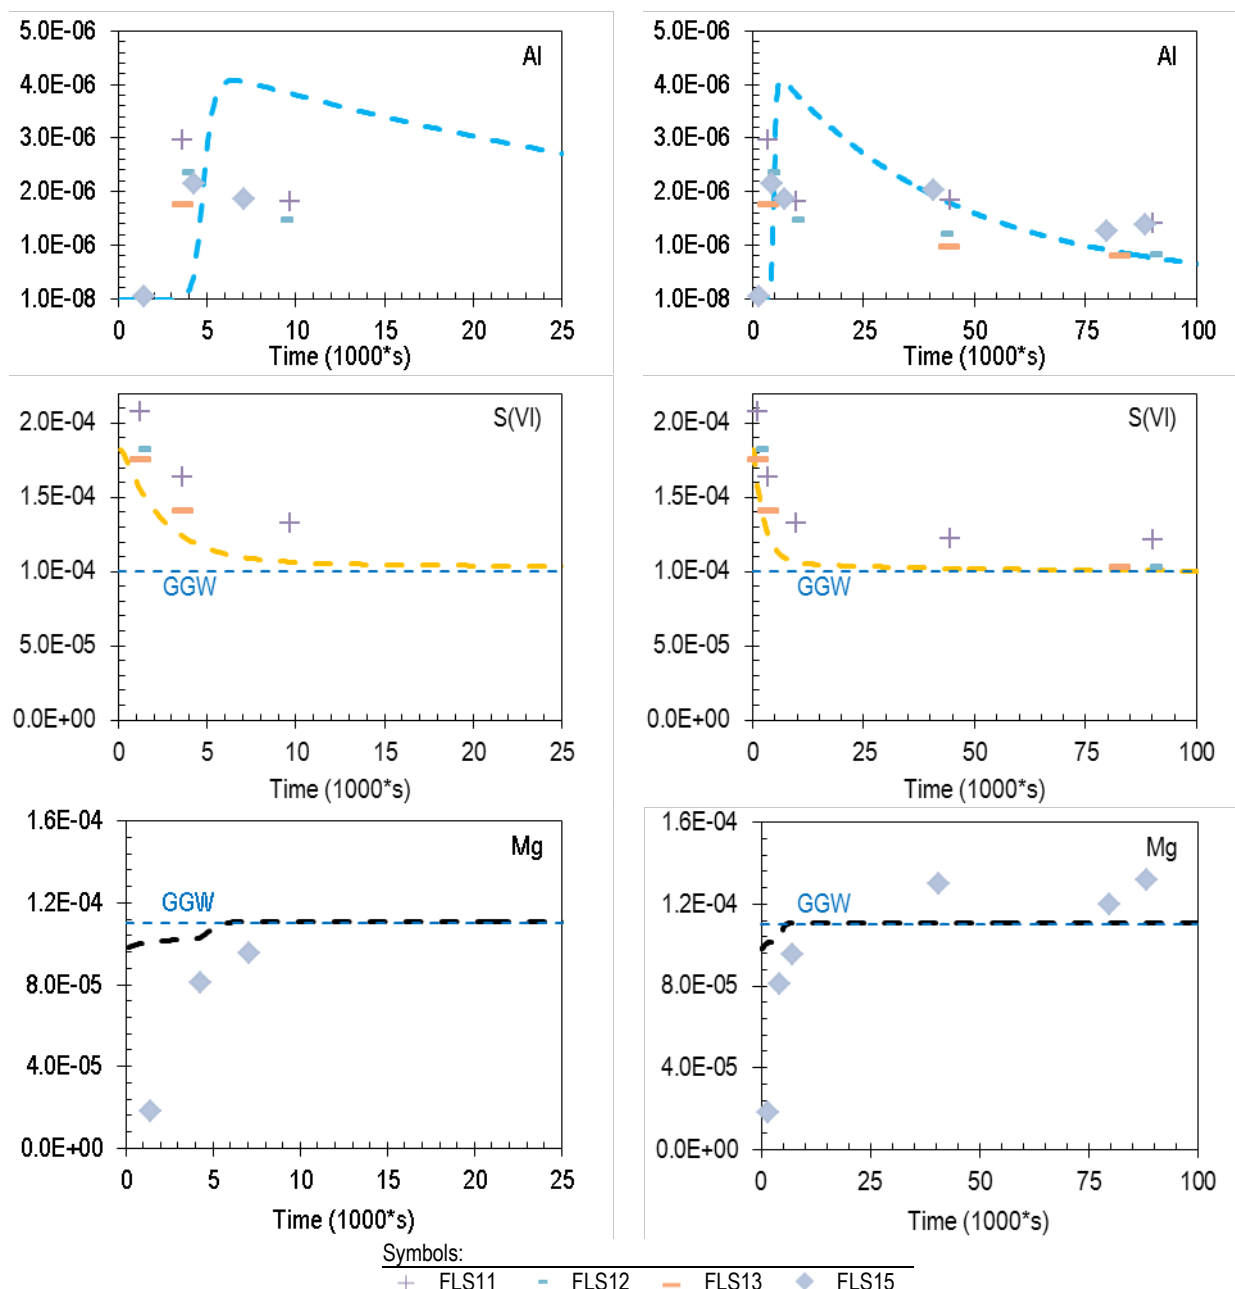 5.0E-06
4.0E-06
3.0E-06
2.0E-06
1.0E-06
1.0E-08
Al
0 5 10 15 20 25
Time (1000*s)
5.0E-06
4.0E-06
3.0E-06
2.0E-06
1.0E-06
1.0E-08
Al
0 25 50 75 100
Time (1000*s)
2.0E-04
1.5E-04
1.0E-04
5.0E-05
0.0E+00
S(VI)
GGW
0 5 10 15 20 25
Time (1000*s)
2.0E-04
1.5E-04
1.0E-04
5.0E-05
0.0E+00
S(VI)
GGW
0 25 50 75 100
Time (1000*s)
1.6E-04
1.2E-04
8.0E-05
4.0E-05
0.0E+00
Mg
GGW
0 5 10 15 20 25
Time (1000*s)
1.6E-04
1.2E-04
8.0E-05
4.0E-05
0.0E+00
Mg
GGW
0 25 50 75 100
Time (1000*s)
Symbols:
FLS11 FLS12 FLS13 FLS15